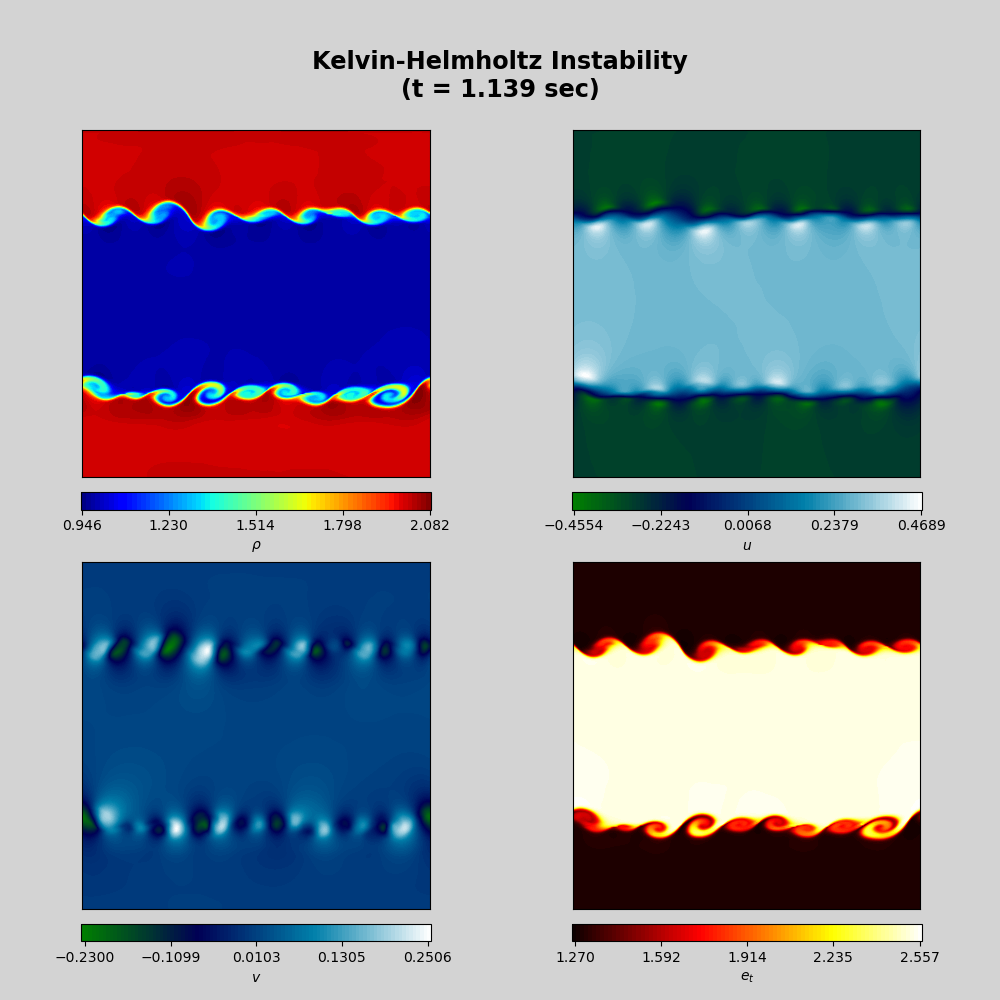 Kelvin-Helmholtz Instability
(t = 1.139 sec)
0.946 1.230 1.514 1.798 2.082
ρ
−0.4554 −0.2243 0.0068 0.2379 0.4689
u
−0.2300 −0.1099 0.0103 0.1305 0.2506
v
1.270 1.592 1.914 2.235 2.557
eₜ